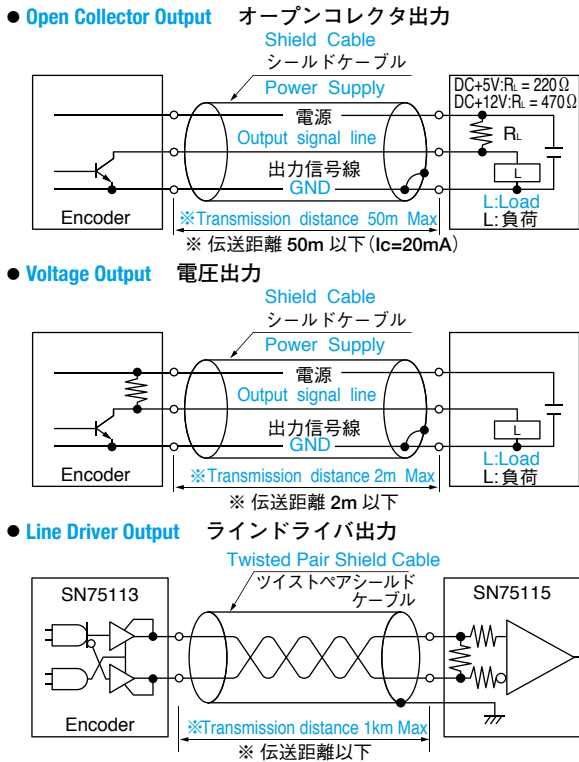 ● Open Collector Output オープンコレクタ出力
Shield Cable
シールドケーブル
Power Supply
電源
Output signal line
出力信号線
GND
Encoder
DC+5V:RL = 220Ω
DC+12V:RL = 470Ω
RL
L
L:Load
L:負荷
※Transmission distance 50m Max
※ 伝送距離 50m 以下(Ic=20mA)
● Voltage Output 電圧出力
Shield Cable
シールドケーブル
Power Supply
電源
Output signal line
出力信号線
GND
Encoder
L
L:Load
L:負荷
※Transmission distance 2m Max
※ 伝送距離 2m 以下
● Line Driver Output ラインドライバ出力
Twisted Pair Shield Cable
ツイストペアシールド
ケーブル
SN75113
SN75115
Encoder
※Transmission distance 1km Max
※ 伝送距離以下